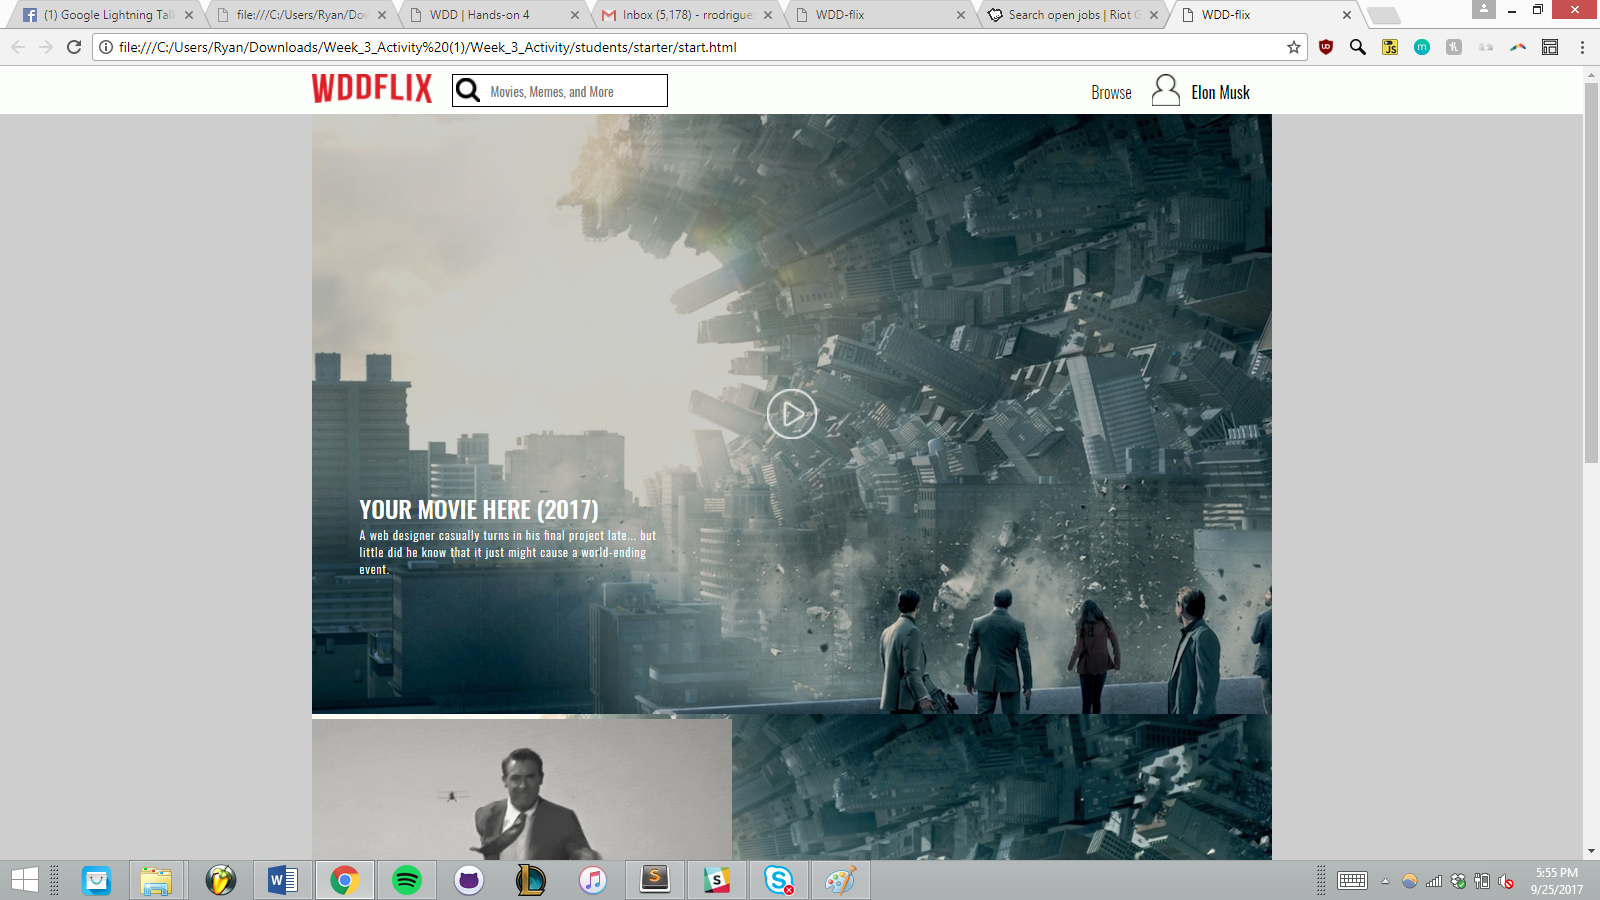 (1) Google Lightning Tal
file:///C:/Users/Ryan/Do
WDD | Hands-on 4
Inbox (5,178) - rrodrigue
WDD-flix
Search open jobs | Riot G
WDD-flix
file:///C:/Users/Ryan/Downloads/Week_3_Activity%20(1)/Week_3_Activity/students/starter/start.html
JS
m
WDDFLIX
Movies, Memes, and More
Browse
Elon Musk
YOUR MOVIE HERE (2017)
A web designer casually turns in his final project late... but
little did he know that it just might cause a world-ending
event.
5:55 PM
9/25/2017